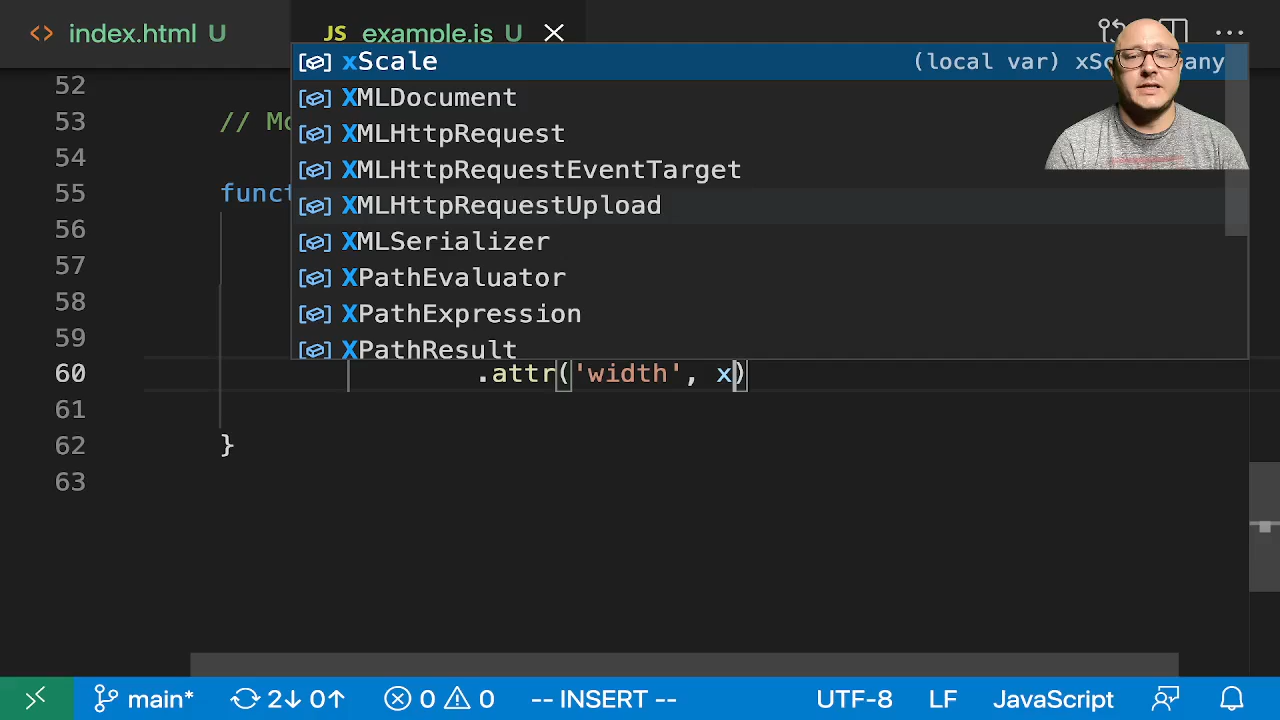 index.html U
JS example.js U
xScale (local var) xSc any
52 XMLDocument
53 // Mo XMLHttpRequest
54 XMLHttpRequestEventTarget
55 funct XMLHttpRequestUpload
56 XMLSerializer
57 XPathEvaluator
58 XPathExpression
59 XPathResult
60 .attr('width', x)
61
62 }
63
main* 2↓ 0↑ 0 0 -- INSERT -- UTF-8 LF JavaScript